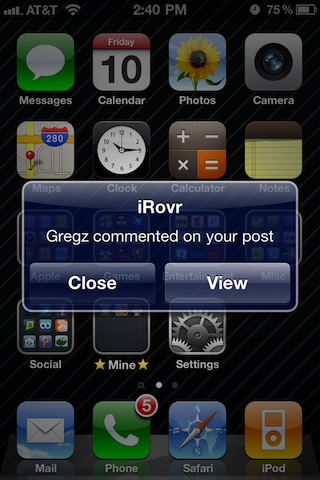 AT&T 2:40 PM 75%
Friday
10
Messages Calendar Photos Camera
280
Maps Clock Calculator Notes
iRovr
Gregz commented on your post
Close View
Apple Games Entertainment Misc
Social ★Mine★ Settings
5
Mail Phone Safari iPod